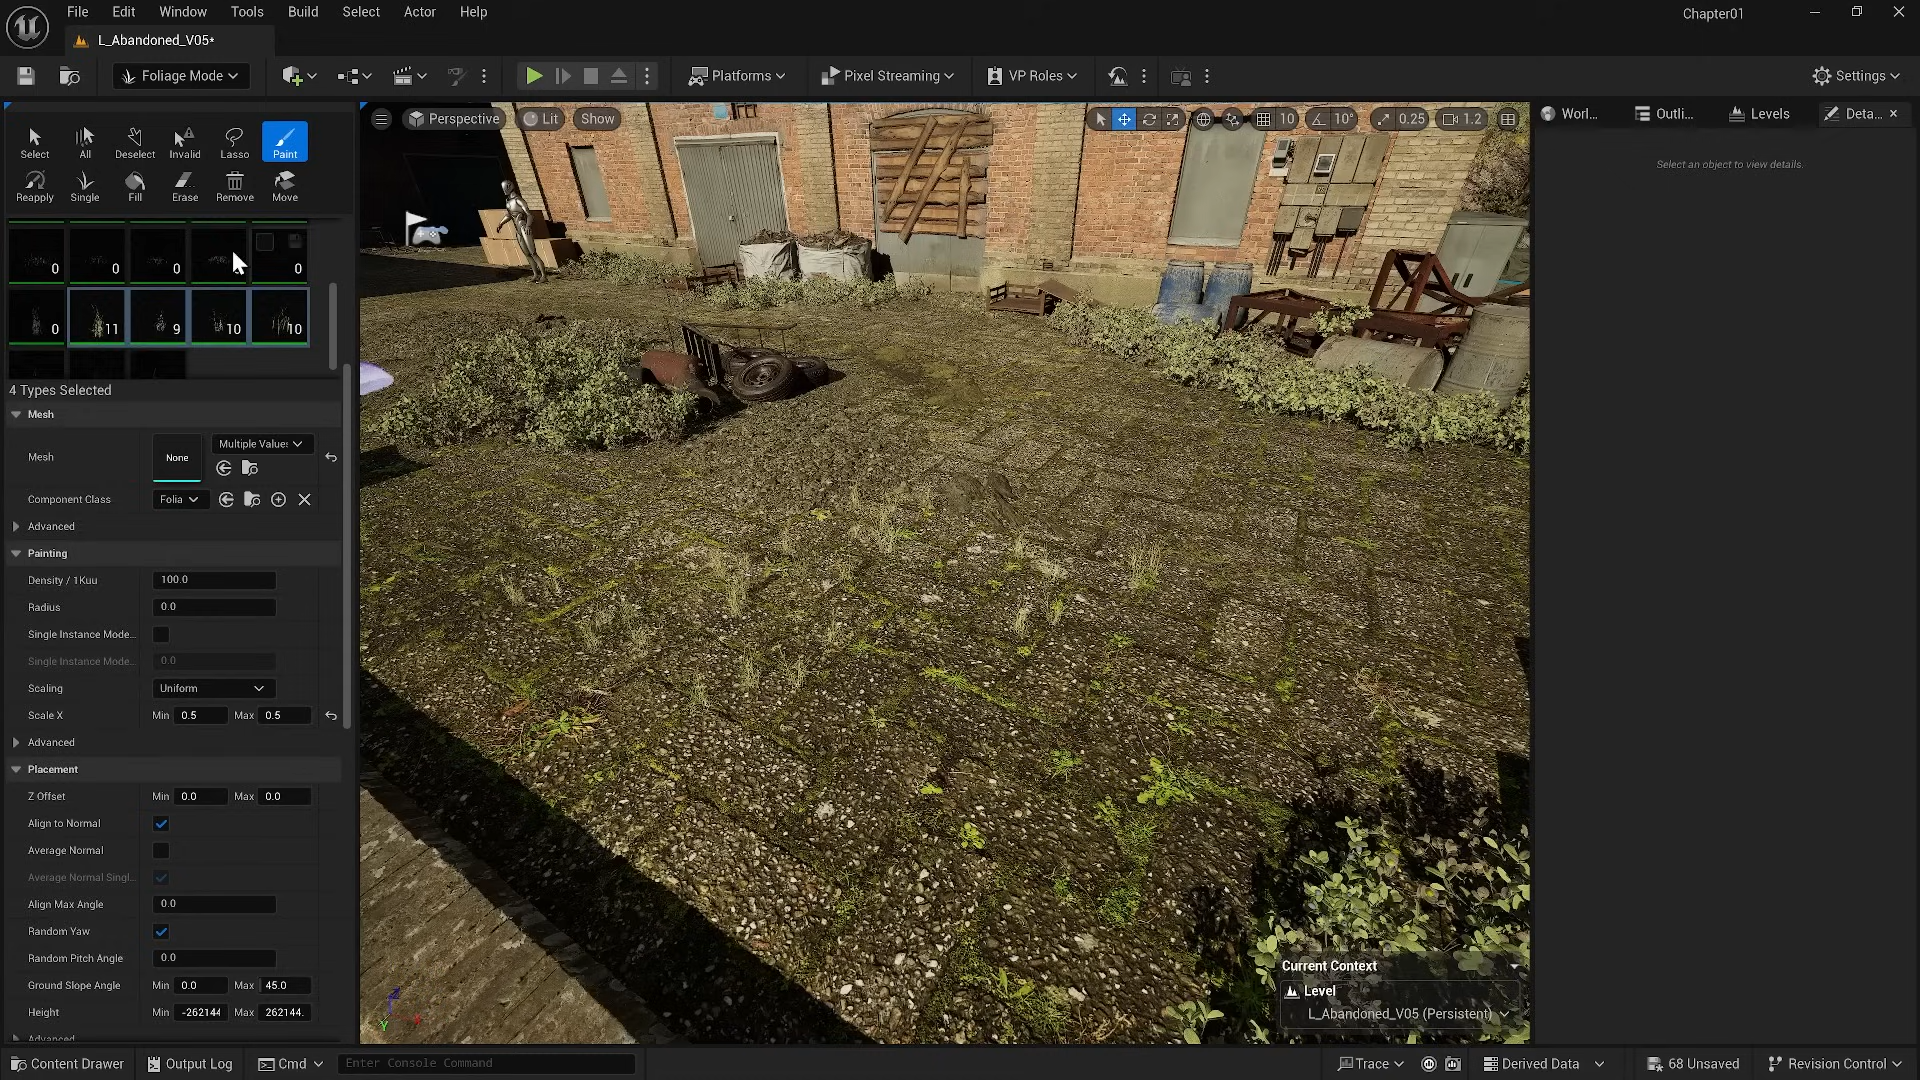 File Edit Window Tools Build Select Actor Help
Chapter01
L_Abandoned_V05*
Foliage Mode
Platforms
Pixel Streaming
VP Roles
Settings
Select All Deselect Invalid Lasso Paint
Reapply Single Fill Erase Remove Move
Perspective Lit Show
10 10° 0.25 1.2
Worl... Outli... Levels Deta...
Select an object to view details.
0 0 0 0
0 11 9 10 10
4 Types Selected
Mesh
Mesh None Multiple Value:
Component Class Folia
Advanced
Painting
Density / 1Kuu 100.0
Radius 0.0
Single Instance Mode...
Single Instance Mode... 0.0
Scaling Uniform
Scale X Min 0.5 Max 0.5
Advanced
Placement
Z Offset Min 0.0 Max 0.0
Align to Normal
Average Normal
Average Normal Singl...
Align Max Angle 0.0
Random Yaw
Random Pitch Angle 0.0
Ground Slope Angle Min 0.0 Max 45.0
Height Min -262144 Max 262144.
Advanced
Current Context
Level
L_Abandoned_V05 (Persistent)
Content Drawer Output Log Cmd Enter Console Command Trace Derived Data 68 Unsaved Revision Control